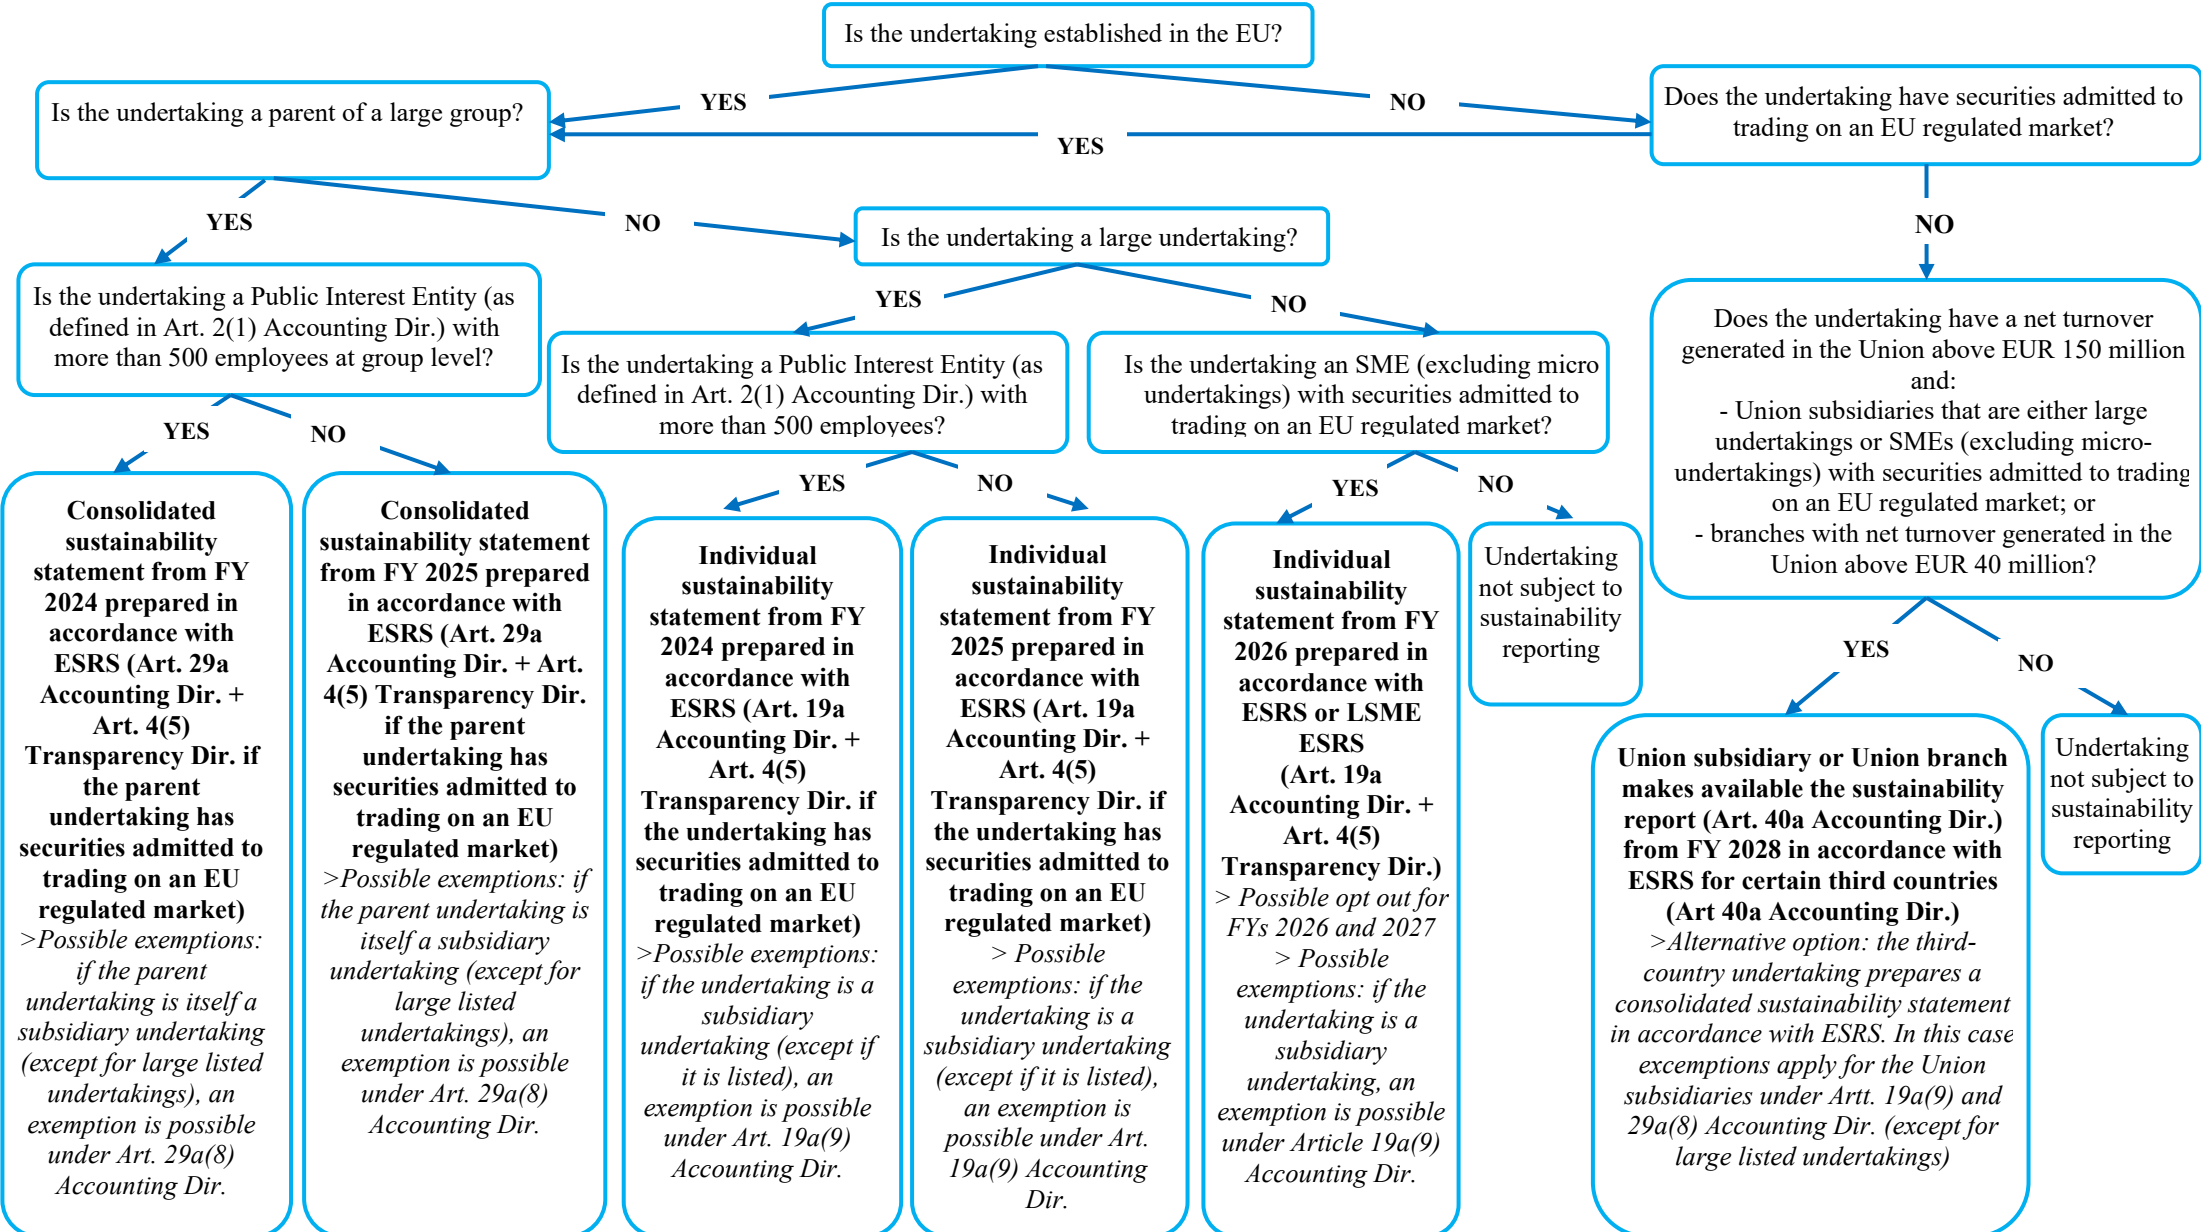 Is the undertaking established in the EU?
YES
NO
Is the undertaking a parent of a large group?
Does the undertaking have securities admitted to
trading on an EU regulated market?
YES
YES
NO
NO
Is the undertaking a large undertaking?
YES
NO
Is the undertaking a Public Interest Entity (as
defined in Art. 2(1) Accounting Dir.) with
more than 500 employees at group level?
Is the undertaking a Public Interest Entity (as
defined in Art. 2(1) Accounting Dir.) with
more than 500 employees?
Is the undertaking an SME (excluding micro
undertakings) with securities admitted to
trading on an EU regulated market?
Does the undertaking have a net turnover
generated in the Union above EUR 150 million
and:
- Union subsidiaries that are either large
undertakings or SMEs (excluding micro-
undertakings) with securities admitted to trading
on an EU regulated market; or
- branches with net turnover generated in the
Union above EUR 40 million?
YES
NO
YES
NO
YES
NO
YES
NO
Consolidated
sustainability
statement from FY
2024 prepared in
accordance with
ESRS (Art. 29a
Accounting Dir. +
Art. 4(5)
Transparency Dir. if
the parent
undertaking has
securities admitted to
trading on an EU
regulated market)
>Possible exemptions:
if the parent
undertaking is itself a
subsidiary undertaking
(except for large listed
undertakings), an
exemption is possible
under Art. 29a(8)
Accounting Dir.
Consolidated
sustainability statement
from FY 2025 prepared
in accordance with
ESRS (Art. 29a
Accounting Dir. + Art.
4(5) Transparency Dir.
if the parent
undertaking has
securities admitted to
trading on an EU
regulated market)
>Possible exemptions: if
the parent undertaking is
itself a subsidiary
undertaking (except for
large listed
undertakings), an
exemption is possible
under Art. 29a(8)
Accounting Dir.
Individual
sustainability
statement from FY
2024 prepared in
accordance with
ESRS (Art. 19a
Accounting Dir. +
Art. 4(5)
Transparency Dir. if
the undertaking has
securities admitted to
trading on an EU
regulated market)
>Possible exemptions:
if the undertaking is a
subsidiary
undertaking (except if
it is listed), an
exemption is possible
under Art. 19a(9)
Accounting Dir.
Individual
sustainability
statement from FY
2025 prepared in
accordance with
ESRS (Art. 19a
Accounting Dir. +
Art. 4(5)
Transparency Dir. if
the undertaking has
securities admitted to
trading on an EU
regulated market)
> Possible
exemptions: if the
undertaking is a
subsidiary undertaking
(except if it is listed),
an exemption is
possible under Art.
19a(9) Accounting
Dir.
Individual
sustainability
statement from FY
2026 prepared in
accordance with
ESRS or LSME
ESRS
(Art. 19a
Accounting Dir. +
Art. 4(5)
Transparency Dir.)
> Possible opt out for
FYs 2026 and 2027
> Possible
exemptions: if the
undertaking is a
subsidiary
undertaking, an
exemption is possible
under Article 19a(9)
Accounting Dir.
Undertaking
not subject to
sustainability
reporting
Union subsidiary or Union branch
makes available the sustainability
report (Art. 40a Accounting Dir.)
from FY 2028 in accordance with
ESRS for certain third countries
(Art 40a Accounting Dir.)
>Alternative option: the third-
country undertaking prepares a
consolidated sustainability statement
in accordance with ESRS. In this case
excemptions apply for the Union
subsidiaries under Artt. 19a(9) and
29a(8) Accounting Dir. (except for
large listed undertakings)
Undertaking
not subject to
sustainability
reporting